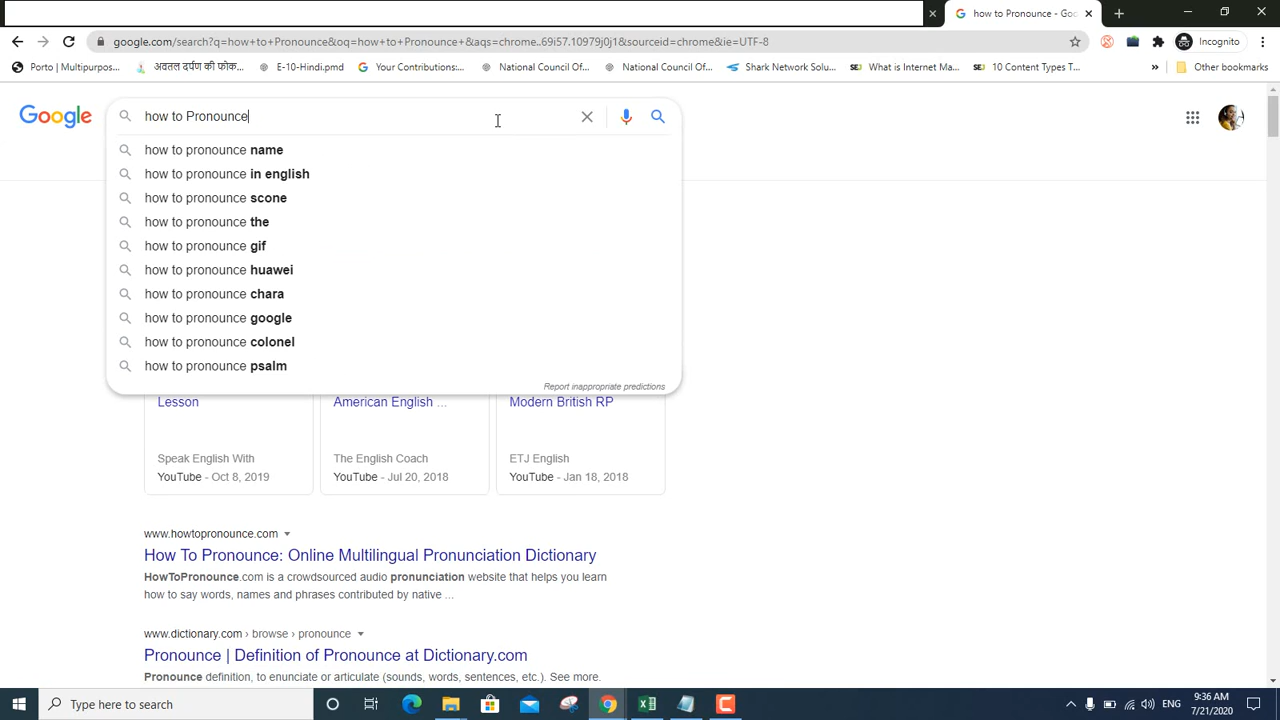 how to Pronounce - Goo
google.com/search?q=how+to+Pronounce&oq=how+to+Pronounce+&aqs=chrome..69i57.10979j0j1&sourceid=chrome&ie=UTF-8
Incognito
Porto | Multipurpos...
अवतल दर्पण की फोक...
E-10-Hindi.pmd
Your Contributions:...
National Council Of...
National Council Of...
Shark Network Solu...
What is Internet Ma...
10 Content Types T...
»
Other bookmarks
Google
how to Pronounce
how to pronounce name
how to pronounce in english
how to pronounce scone
how to pronounce the
how to pronounce gif
how to pronounce huawei
how to pronounce chara
how to pronounce google
how to pronounce colonel
how to pronounce psalm
Report inappropriate predictions
Lesson
American English ...
Modern British RP
Speak English With
The English Coach
ETJ English
YouTube - Oct 8, 2019
YouTube - Jul 20, 2018
YouTube - Jan 18, 2018
www.howtopronounce.com
How To Pronounce: Online Multilingual Pronunciation Dictionary
HowToPronounce.com is a crowdsourced audio pronunciation website that helps you learn
how to say words, names and phrases contributed by native ...
www.dictionary.com › browse › pronounce
Pronounce | Definition of Pronounce at Dictionary.com
Pronounce definition, to enunciate or articulate (sounds, words, sentences, etc.). See more.
Type here to search
ENG
9:36 AM
7/21/2020